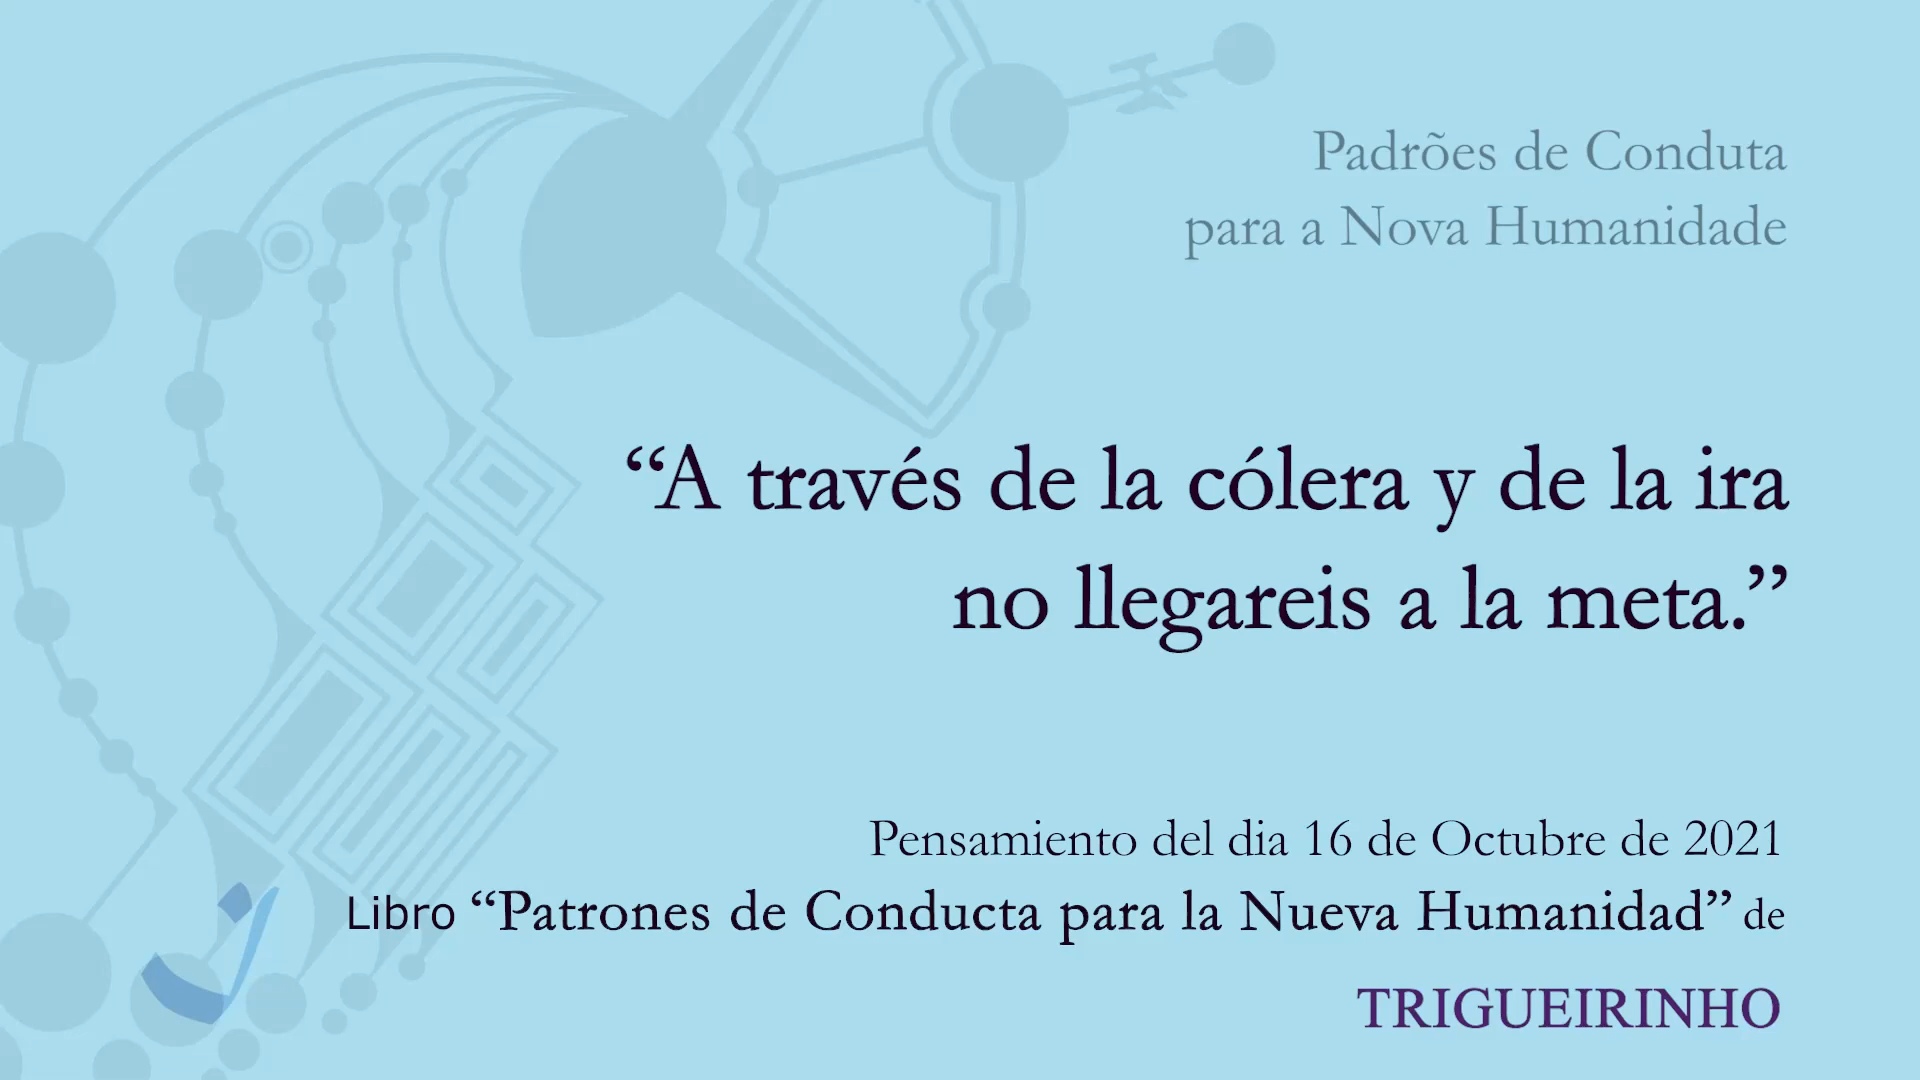 Padrões de Conduta
para a Nova Humanidade
“A través de la cólera y de la ira
no llegareis a la meta.”
Pensamiento del dia 16 de Octubre de 2021
Libro “Patrones de Conducta para la Nueva Humanidad” de
TRIGUEIRINHO